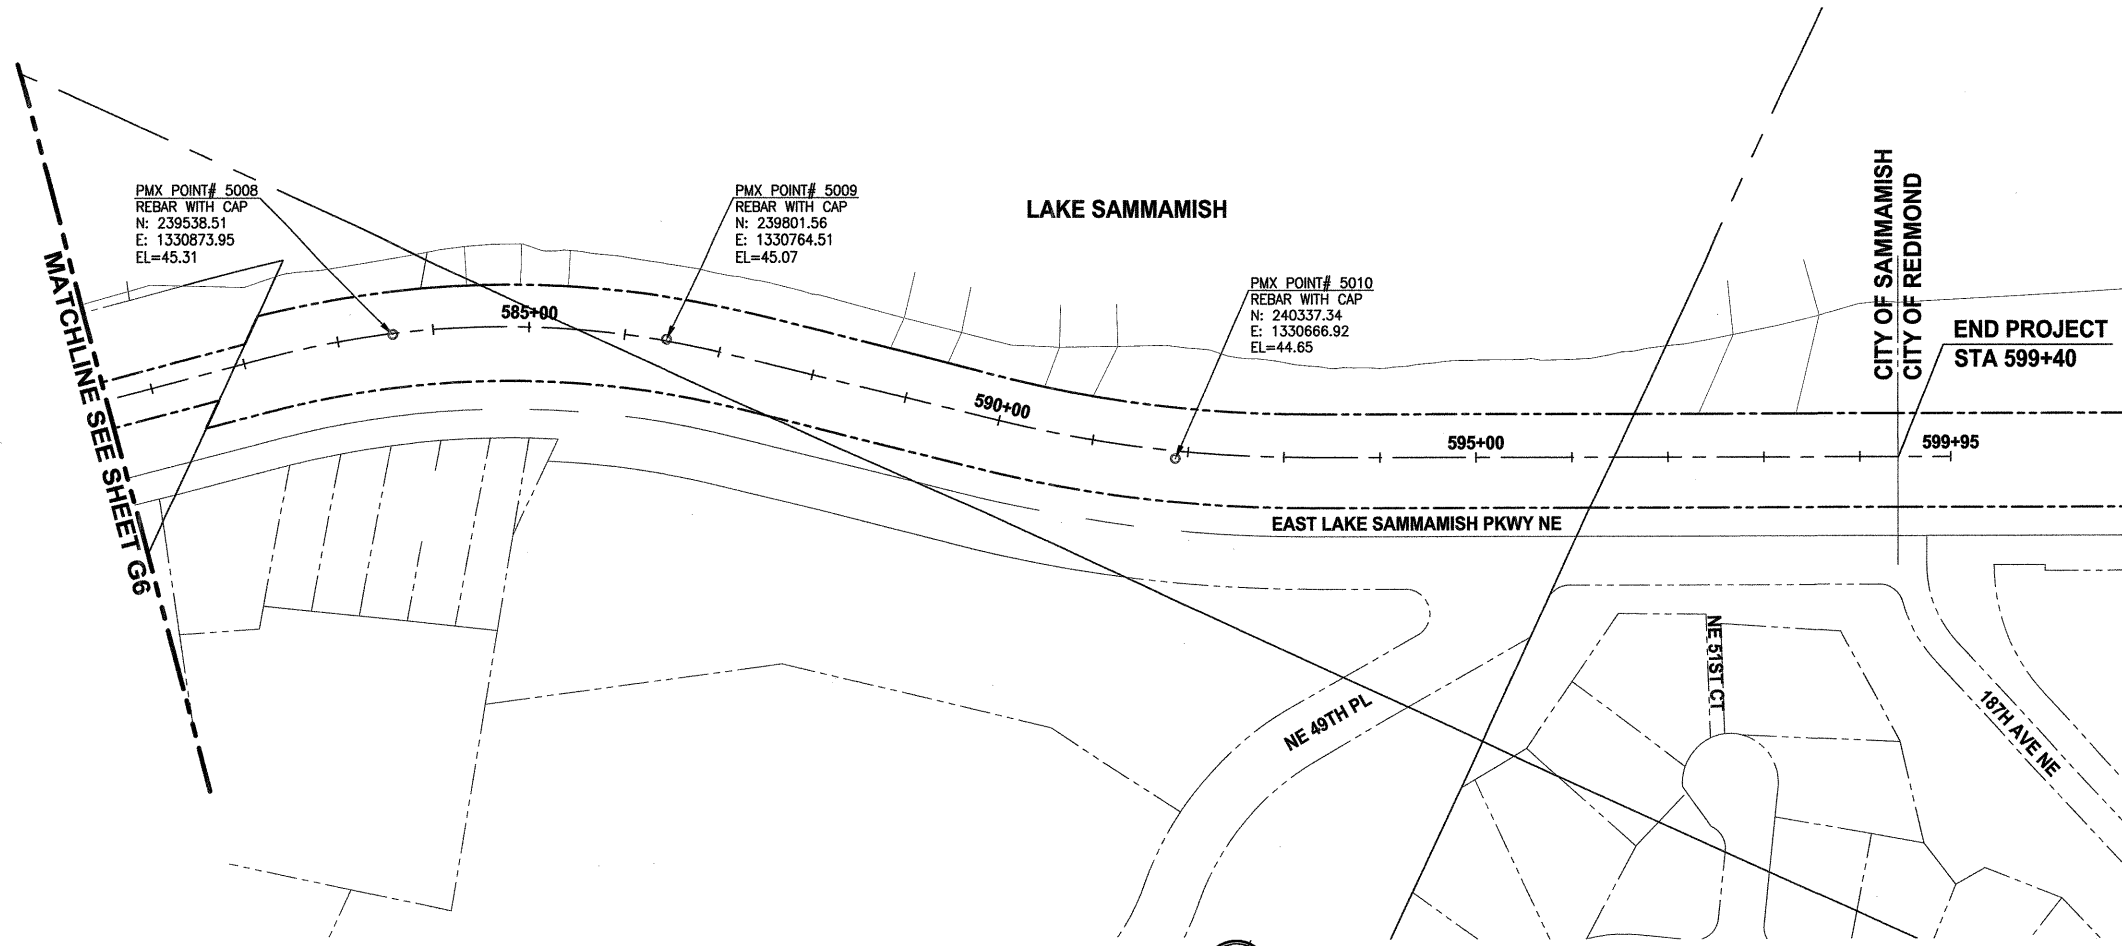 PMX POINT# 5008
REBAR WITH CAP
N: 239538.51
E: 1330873.95
EL=45.31
PMX POINT# 5009
REBAR WITH CAP
N: 239801.56
E: 1330764.51
EL=45.07
LAKE SAMMAMISH
PMX POINT# 5010
REBAR WITH CAP
N: 240337.34
E: 1330666.92
EL=44.65
CITY OF SAMMAMISH
CITY OF REDMOND
END PROJECT
STA 599+40
MATCHLINE SEE SHEET G6
585+00
590+00
595+00
599+95
EAST LAKE SAMMAMISH PKWY NE
NE 49TH PL
NE 51ST CT
187H AVE NE